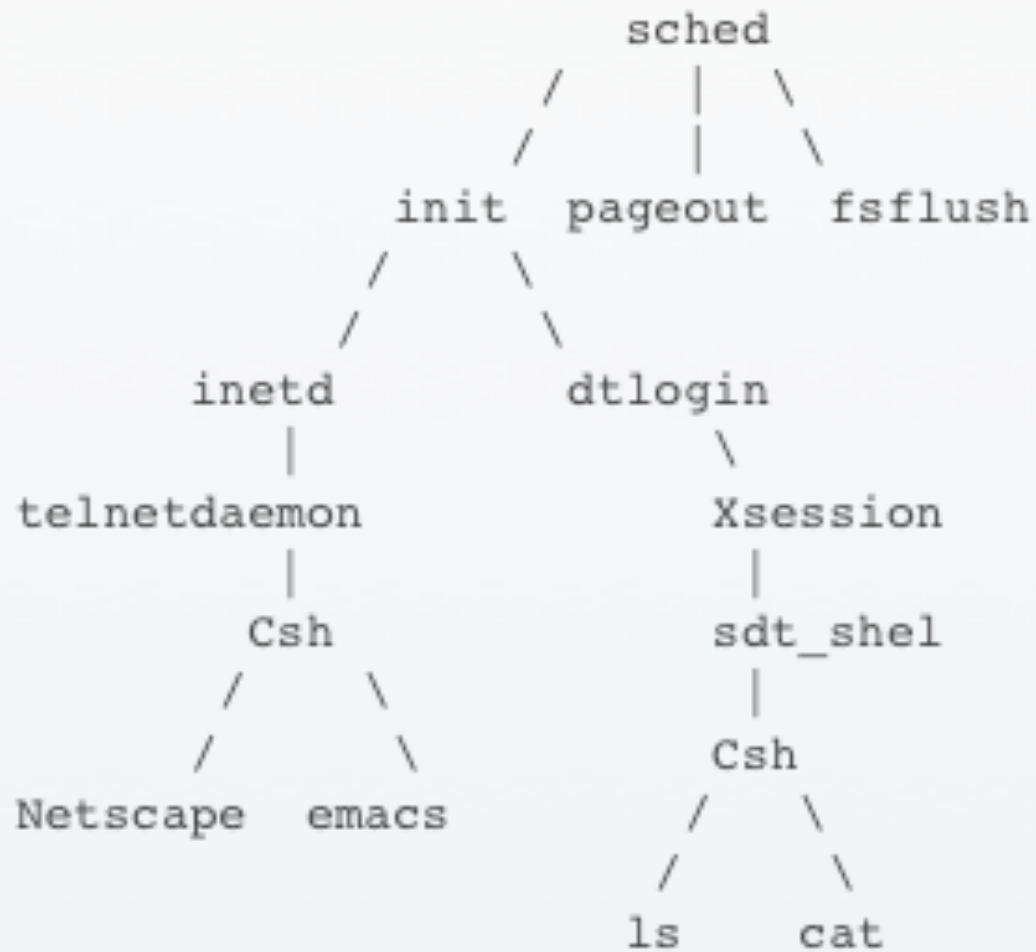 sched
init pageout fsflush
inetd dtlogin
telnetdaemon Xsession
Csh sdt_shel
Csh
Netscape emacs
ls cat